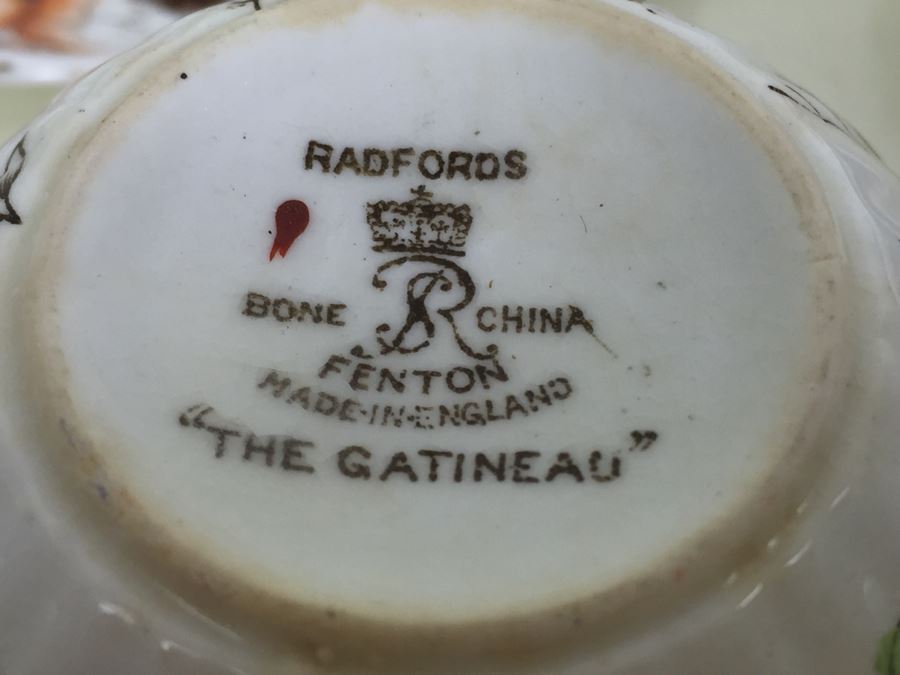 RADFORDS
BONE R CHINA
FENTON
MADE-IN-ENGLAND
"THE GATINEAU"